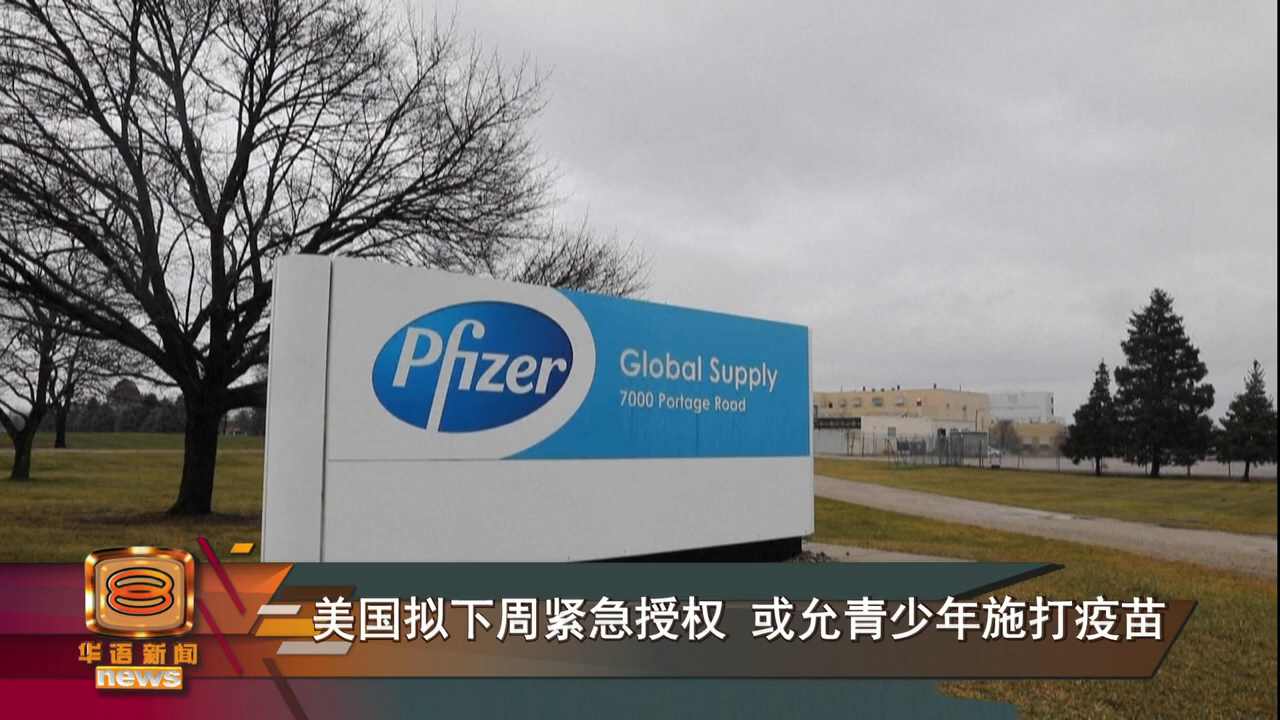 Pfizer
Global Supply
7000 Portage Road
美国拟下周紧急授权 或允青少年施打疫苗
8
华语新闻
news